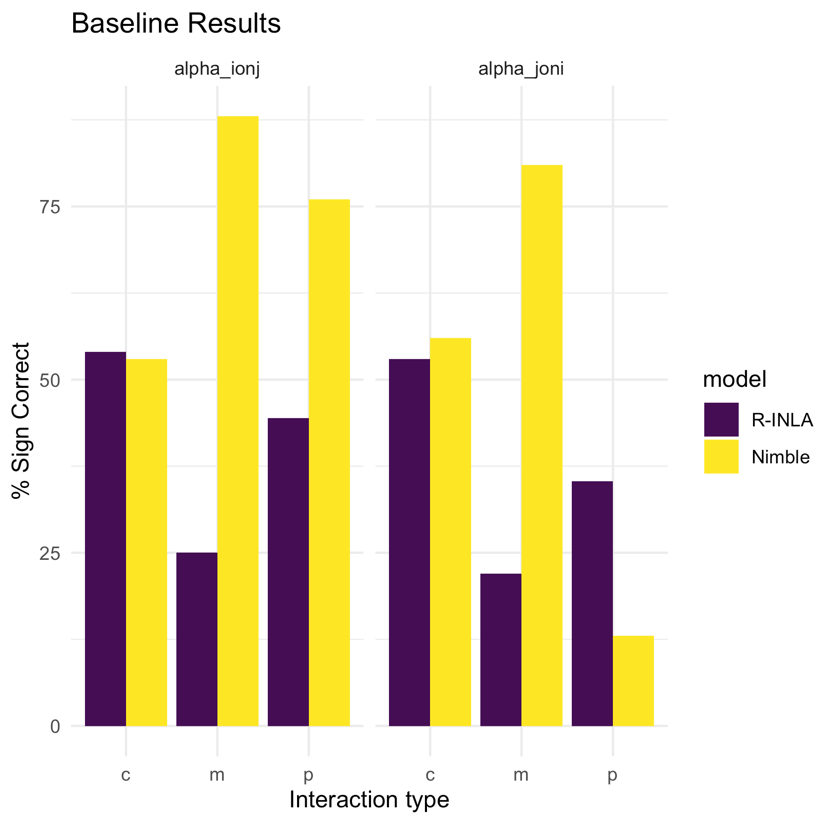 Baseline Results
alpha_ionj
alpha_joni
% Sign Correct
75
50
25
0
c
m
p
c
m
p
Interaction type
model
R-INLA
Nimble